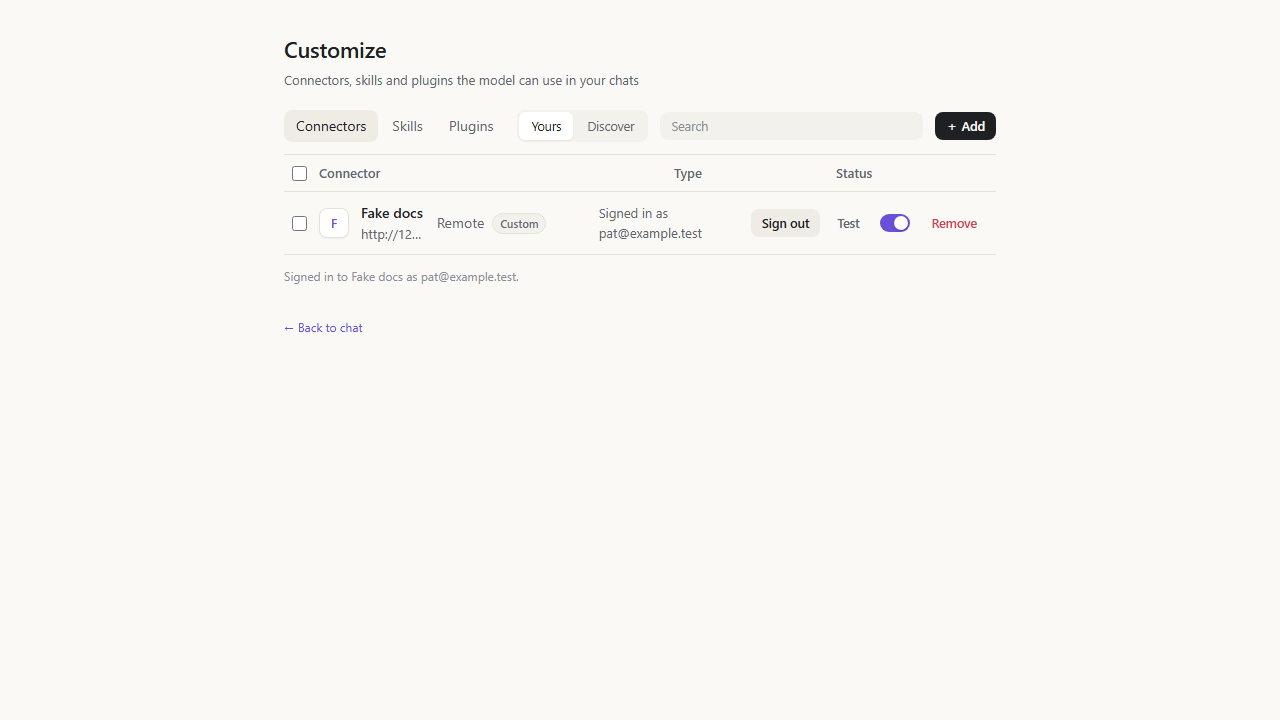 Customize
Connectors, skills and plugins the model can use in your chats
Connectors Skills Plugins Yours Discover Search + Add
Connector Type Status
F Fake docs Remote Custom Signed in as Sign out Test Remove
http://12... pat@example.test
Signed in to Fake docs as pat@example.test.
← Back to chat